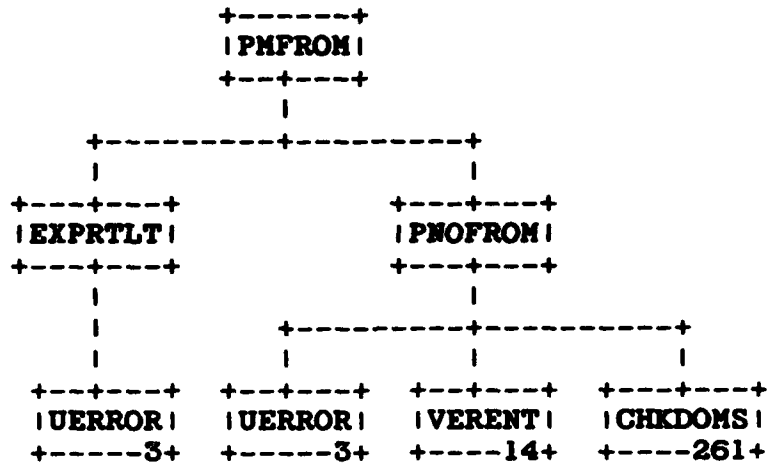 PMFROM
EXPRTLT PNOFROM
UERROR UERROR VERENT CHKDOMS
3 3 14 261